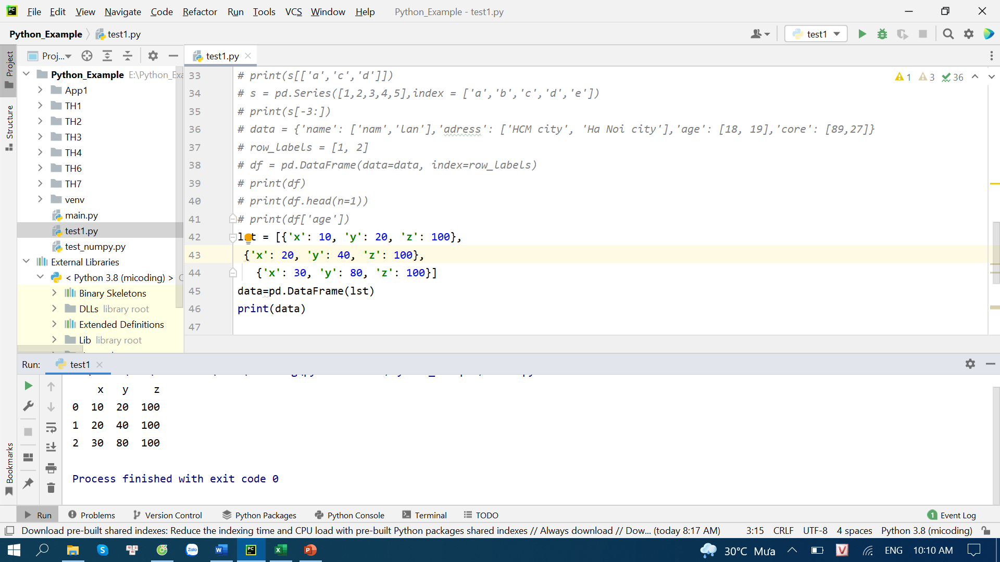 File Edit View Navigate Code Refactor Run Tools VCS Window Help Python_Example - test1.py
Python_Example test1.py test1
Project
Structure
Bookmarks
Proj...
test1.py
Python_Example E:\Python_Exa
App1
TH1
TH2
TH3
TH4
TH6
TH7
venv
main.py
test1.py
test_numpy.py
External Libraries
< Python 3.8 (micoding) > C
Binary Skeletons
DLLs library root
Extended Definitions
Lib library root
1 3 36
33 # print(s[['a','c','d']])
34 # s = pd.Series([1,2,3,4,5],index = ['a','b','c','d','e'])
35 # print(s[-3:])
36 # data = {'name': ['nam','lan'],'adress': ['HCM city', 'Ha Noi city'],'age': [18, 19],'core': [89,27]}
37 # row_labels = [1, 2]
38 # df = pd.DataFrame(data=data, index=row_labels)
39 # print(df)
40 # print(df.head(n=1))
41 # print(df['age'])
42 lst = [{'x': 10, 'y': 20, 'z': 100},
43 {'x': 20, 'y': 40, 'z': 100},
44 {'x': 30, 'y': 80, 'z': 100}]
45 data=pd.DataFrame(lst)
46 print(data)
47
Run: test1
x y z
0 10 20 100
1 20 40 100
2 30 80 100
Process finished with exit code 0
Run Problems Version Control Python Packages Python Console Terminal TODO 1 Event Log
Download pre-built shared indexes: Reduce the indexing time and CPU load with pre-built Python packages shared indexes // Always download // Dow... (today 8:17 AM) 3:15 CRLF UTF-8 4 spaces Python 3.8 (micoding)
30°C Mưa ENG 10:10 AM